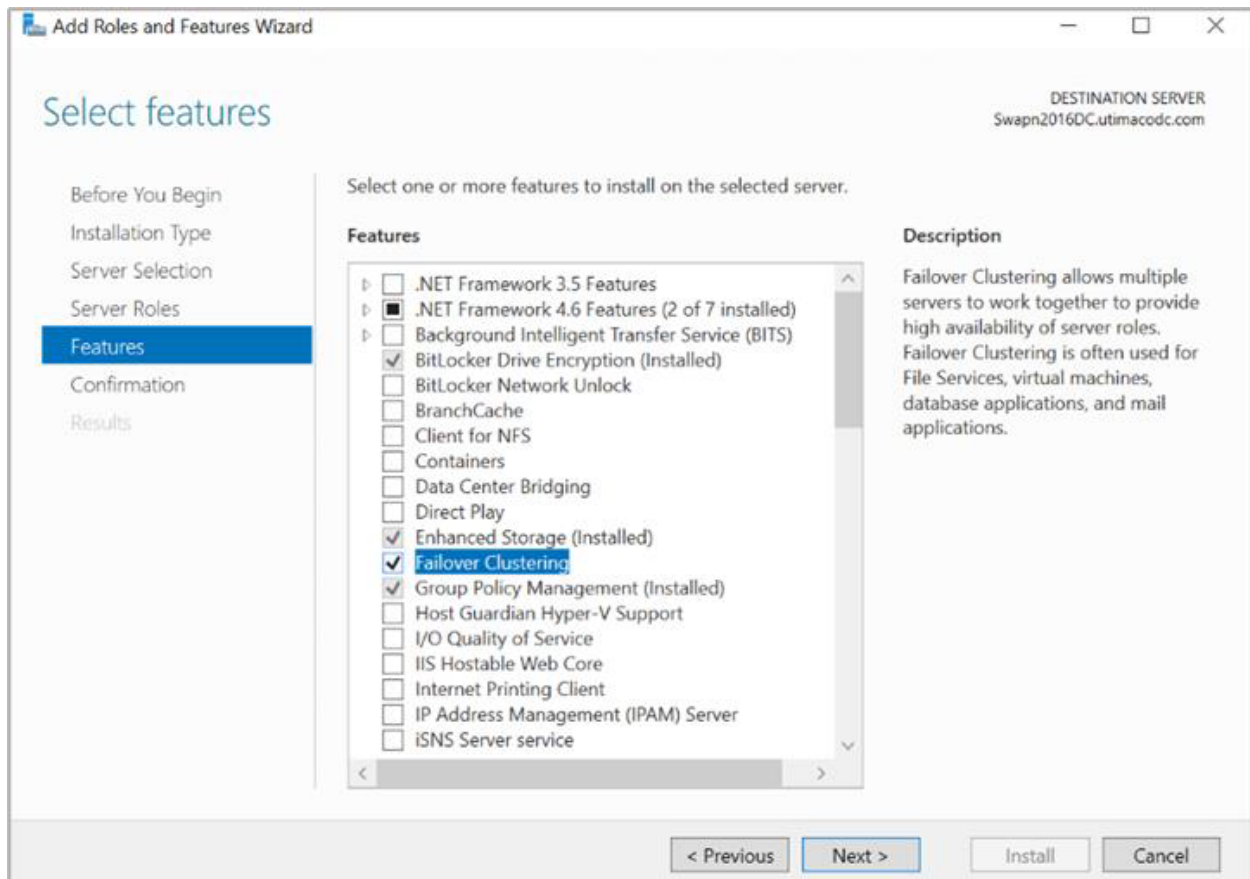 Add Roles and Features Wizard
Select features
DESTINATION SERVER
Swapn2016DC.utimacodc.com
Before You Begin
Installation Type
Server Selection
Server Roles
Features
Confirmation
Results
Select one or more features to install on the selected server.
Features
.NET Framework 3.5 Features
.NET Framework 4.6 Features (2 of 7 installed)
Background Intelligent Transfer Service (BITS)
BitLocker Drive Encryption (Installed)
BitLocker Network Unlock
BranchCache
Client for NFS
Containers
Data Center Bridging
Direct Play
Enhanced Storage (Installed)
Failover Clustering
Group Policy Management (Installed)
Host Guardian Hyper-V Support
I/O Quality of Service
IIS Hostable Web Core
Internet Printing Client
IP Address Management (IPAM) Server
iSNS Server service
Description
Failover Clustering allows multiple
servers to work together to provide
high availability of server roles.
Failover Clustering is often used for
File Services, virtual machines,
database applications, and mail
applications.
< Previous
Next >
Install
Cancel